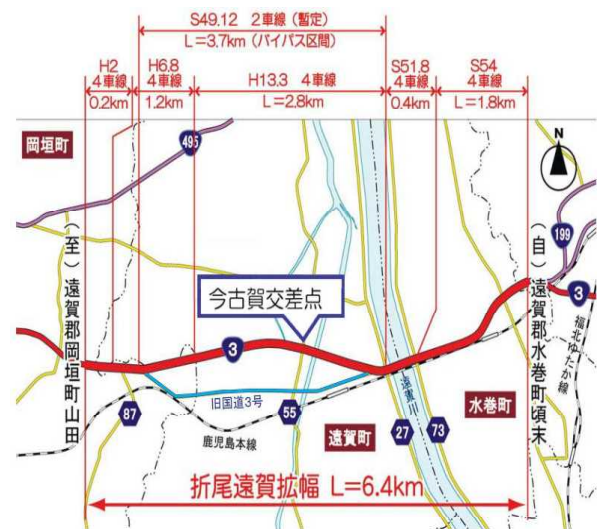 S49.12 2車線(暫定)
L=3.7km(バイパス区間)
H2
4車線
0.2km
H6.8
4車線
1.2km
H13.3 4車線
L=2.8km
S51.8
4車線
0.4km
S54
4車線
L=1.8km
岡垣町
495
N
199
(至)遠賀郡岡垣町山田
(自)遠賀郡水巻町頃末
今古賀交差点
3
3
福北ゆたか線
旧国道3号
遠賀川
87
55
鹿児島本線
遠賀町
27
73
水巻町
折尾遠賀拡幅 L=6.4km